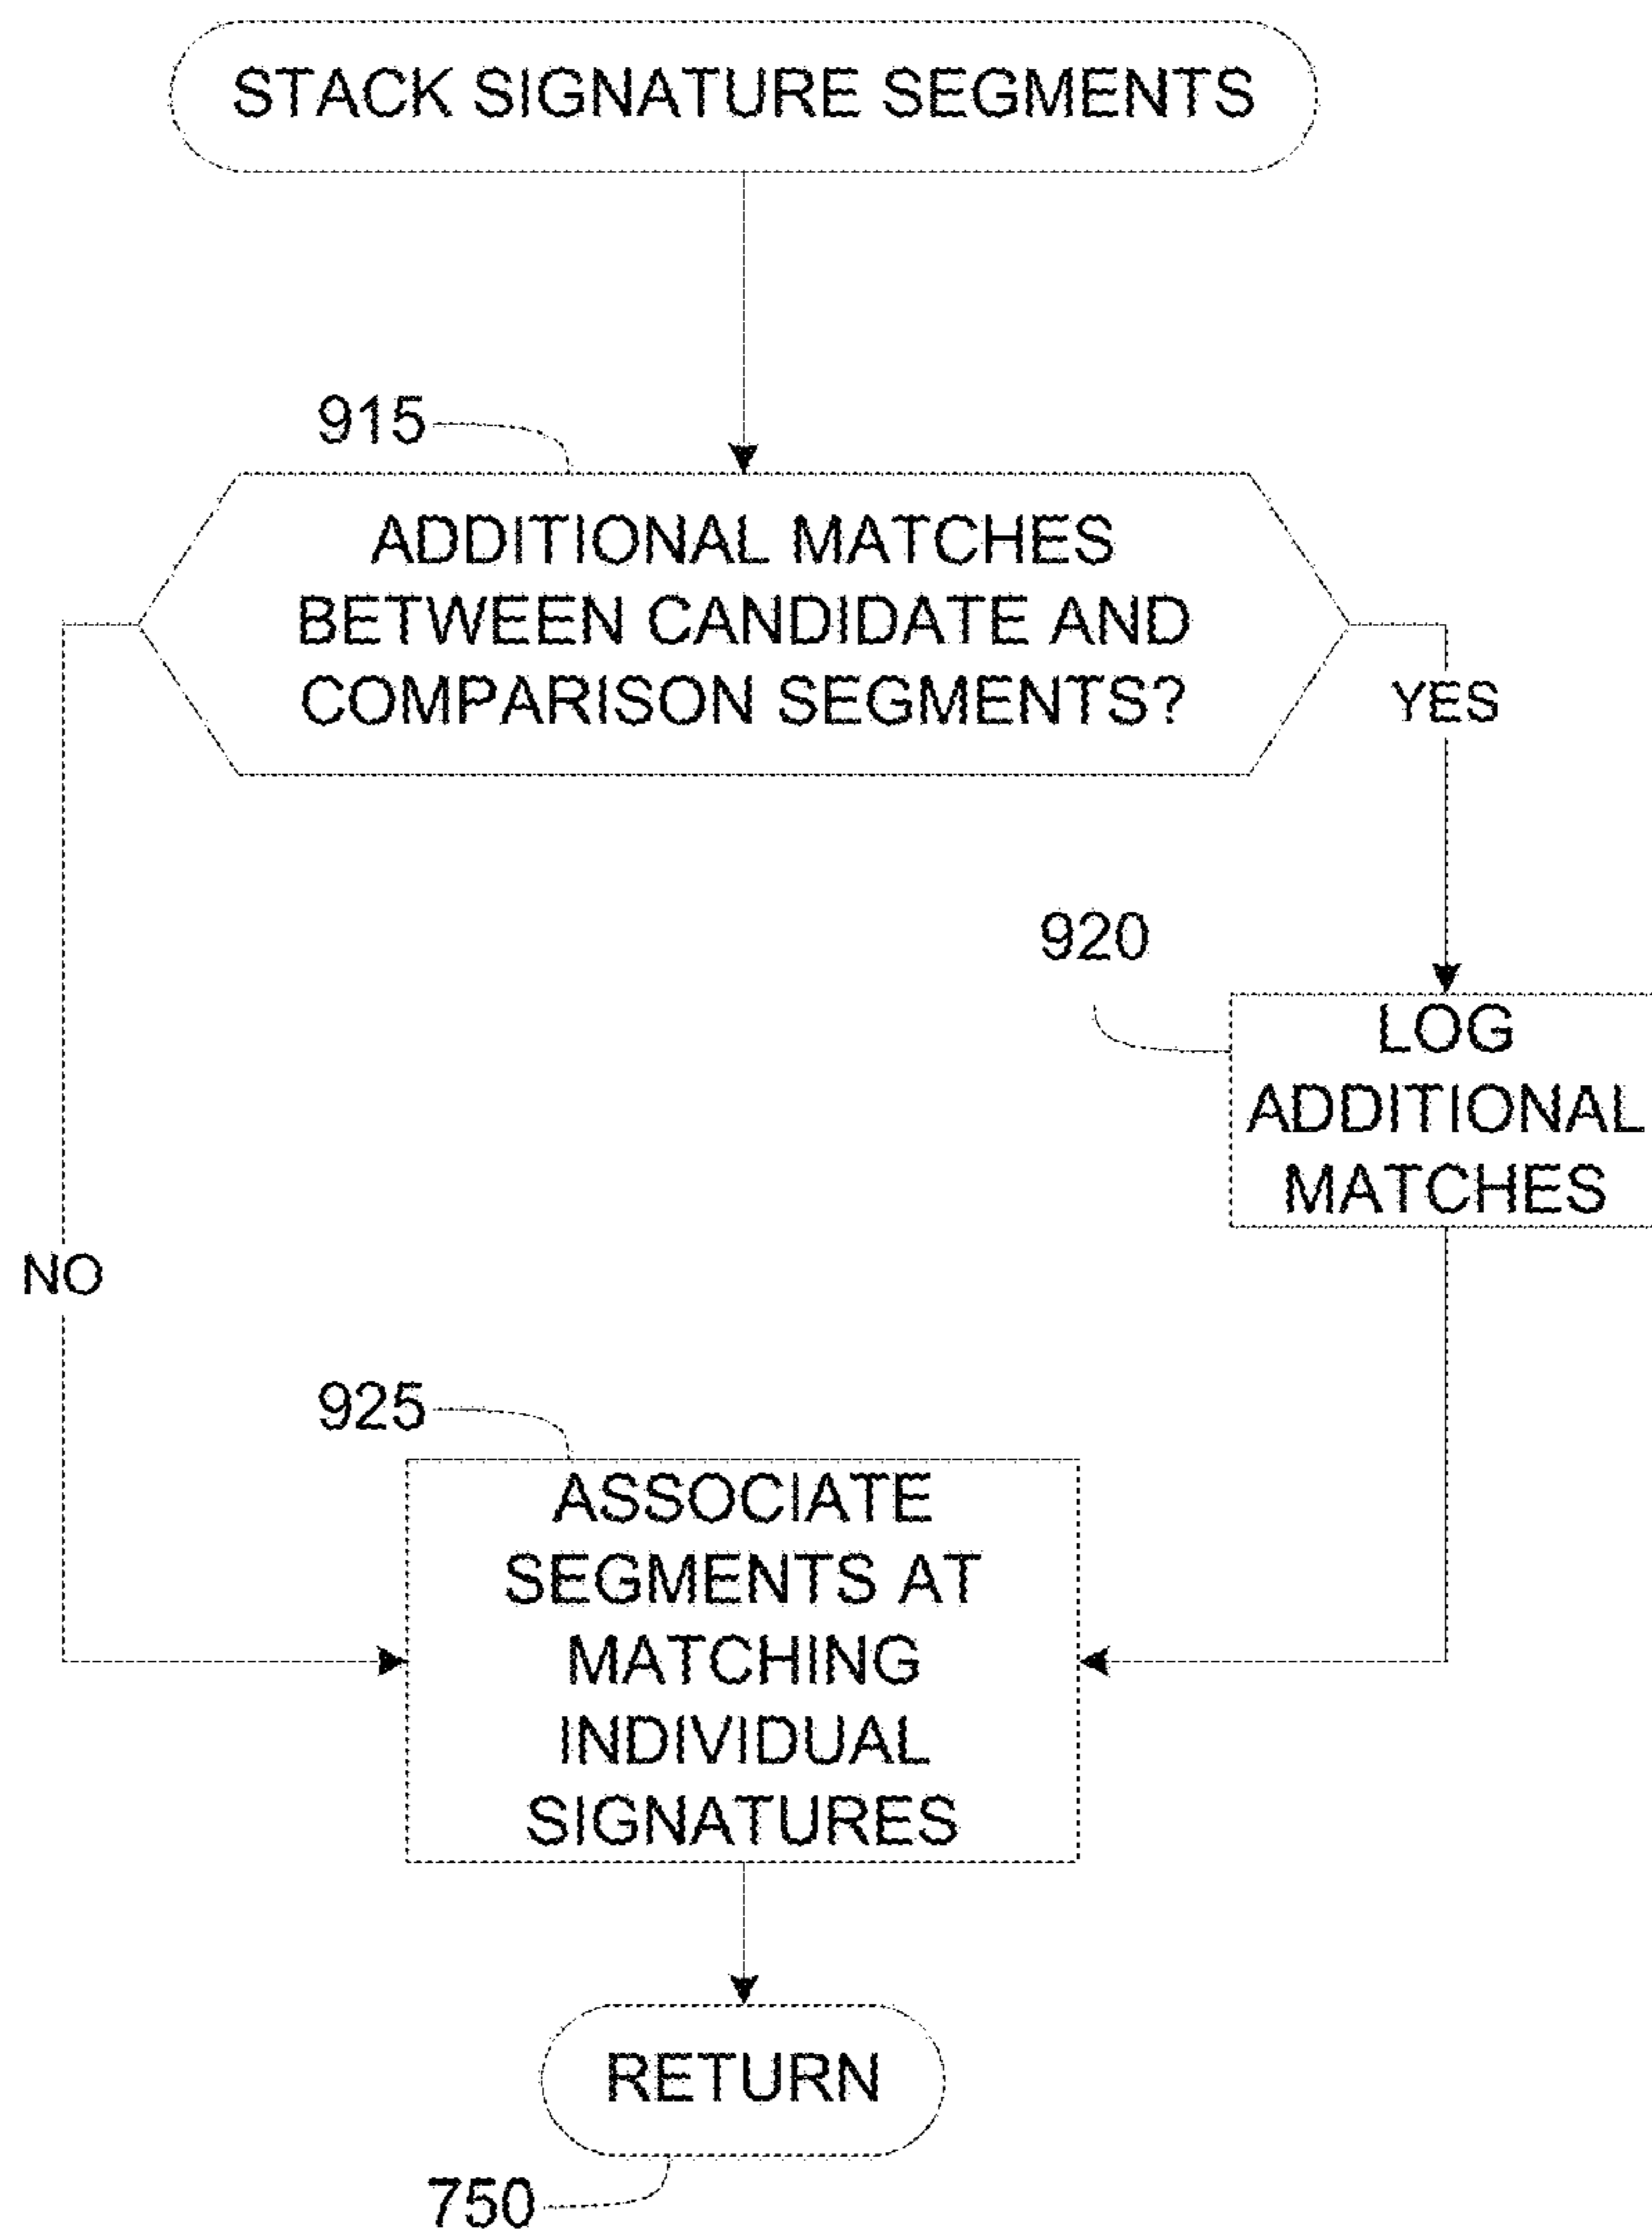 STACK SIGNATURE SEGMENTS
915
ADDITIONAL MATCHES
BETWEEN CANDIDATE AND
COMPARISON SEGMENTS?
YES
920
LOG
ADDITIONAL
MATCHES
NO
925
ASSOCIATE
SEGMENTS AT
MATCHING
INDIVIDUAL
SIGNATURES
RETURN
750